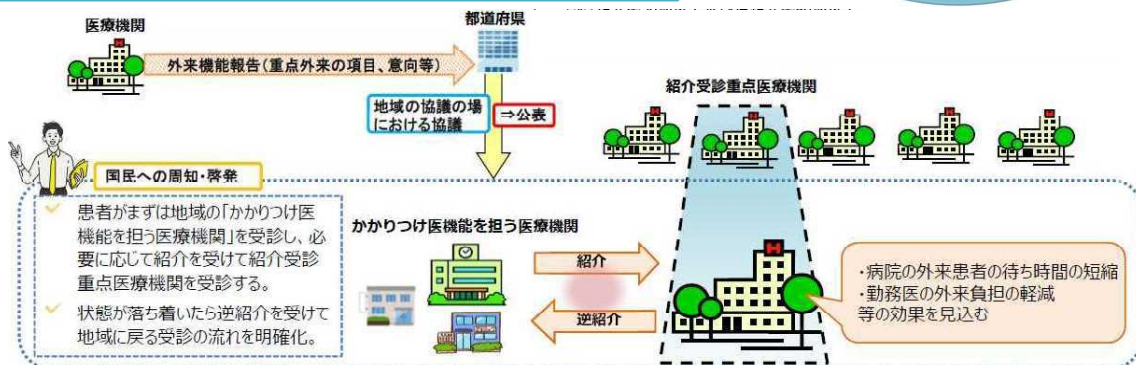 医療機関
都道府県
外来機能報告(重点外来の項目、意向等)
地域の協議の場
における協議
⇒公表
紹介受診重点医療機関
国民への周知・啓発
患者がまずは地域の「かかりつけ医
機能を担う医療機関」を受診し、必
要に応じて紹介を受けて紹介受診
重点医療機関を受診する。
状態が落ち着いたら逆紹介を受けて
地域に戻る受診の流れを明確化。
かかりつけ医機能を担う医療機関
紹介
逆紹介
・病院の外来患者の待ち時間の短縮
・勤務医の外来負担の軽減
等の効果を見込む